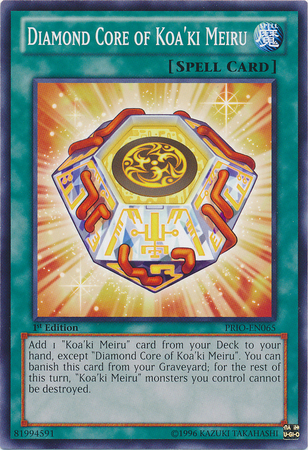 DIAMOND CORE OF KOA'KI MEIRU
[SPELL CARD]
1st Edition
PRIO-EN065
Add 1 "Koa'ki Meiru" card from your Deck to your
hand, except "Diamond Core of Koa'ki Meiru". You can
banish this card from your Graveyard; for the rest of
this turn, "Koa'ki Meiru" monsters you control cannot
be destroyed.
81994591
©1996 KAZUKI TAKAHASHI